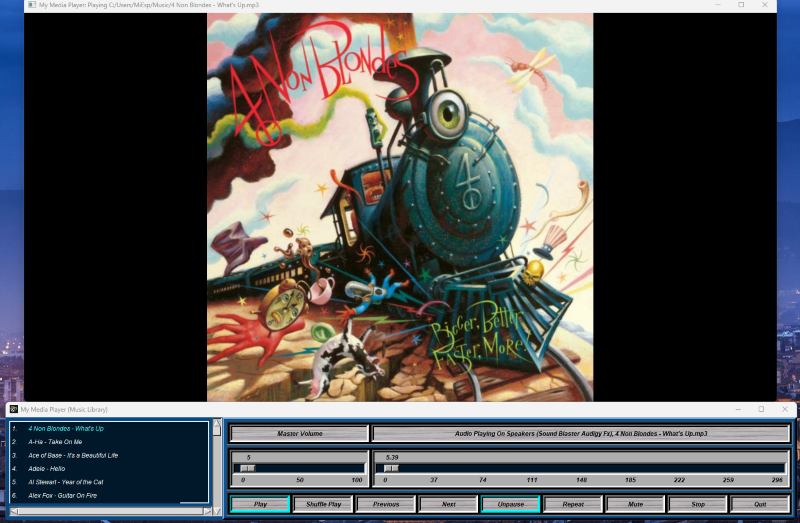 My Media Player: Playing C:/Users/MiEsp/Music/4 Non Blondes - What's Up.mp3
4 Non Blondes
Bigger, Better,
Faster, More!
My Media Player (Music Library)
1. 4 Non Blondes - What's Up
2. A-Ha - Take On Me
3. Ace of Base - It's a Beautiful Life
4. Adele - Hello
5. Al Stewart - Year of the Cat
6. Alex Fox - Guitar On Fire
Master Volume
Audio Playing On Speakers (Sound Blaster Audigy Fx), 4 Non Blondes - What's Up.mp3
5
5.39
0 50 100
0 37 74 111 148 185 222 259 296
Play Shuffle Play Previous Next Unpause Repeat Mute Stop Quit